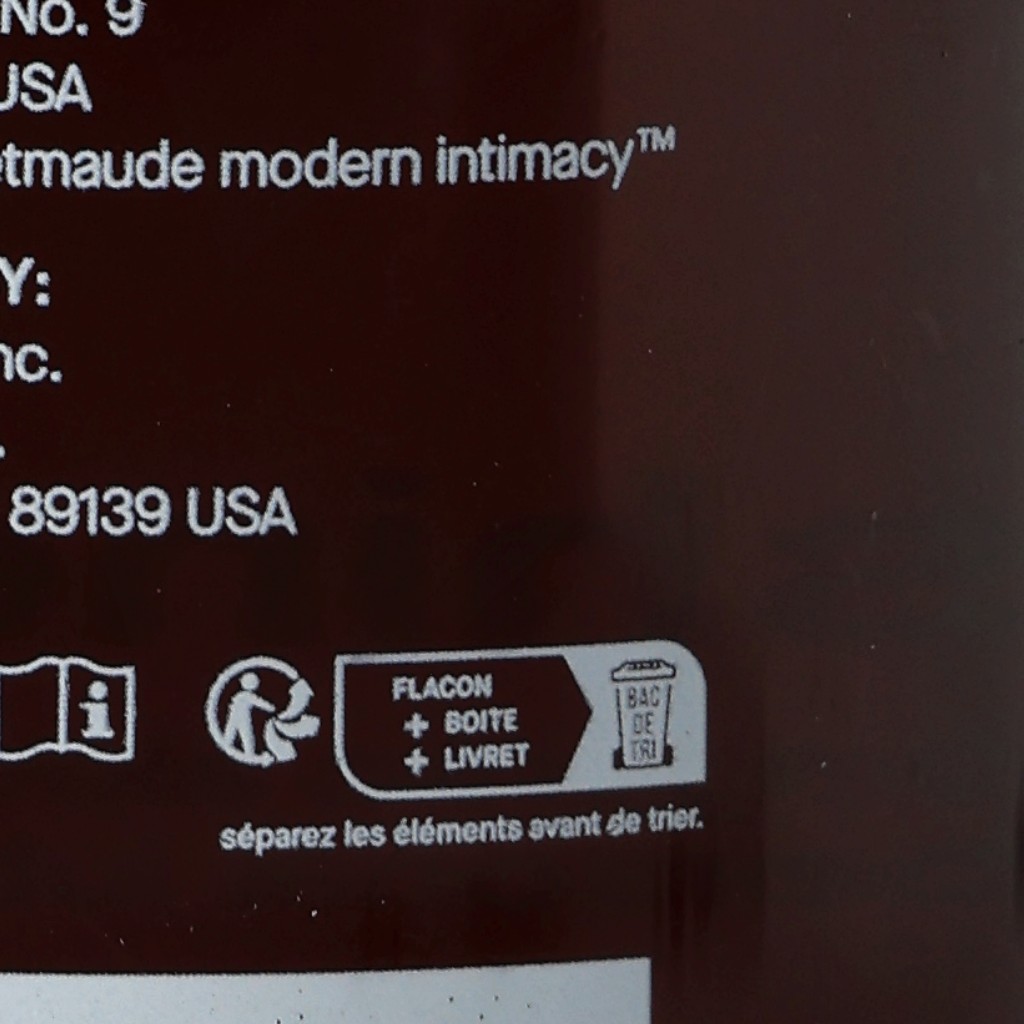 No. 9
USA
etmaude modern intimacy™
Y:
nc.
.
89139 USA
FLACON
+ BOITE
+ LIVRET
BAC
DE
TRI
séparez les éléments avant de trier.